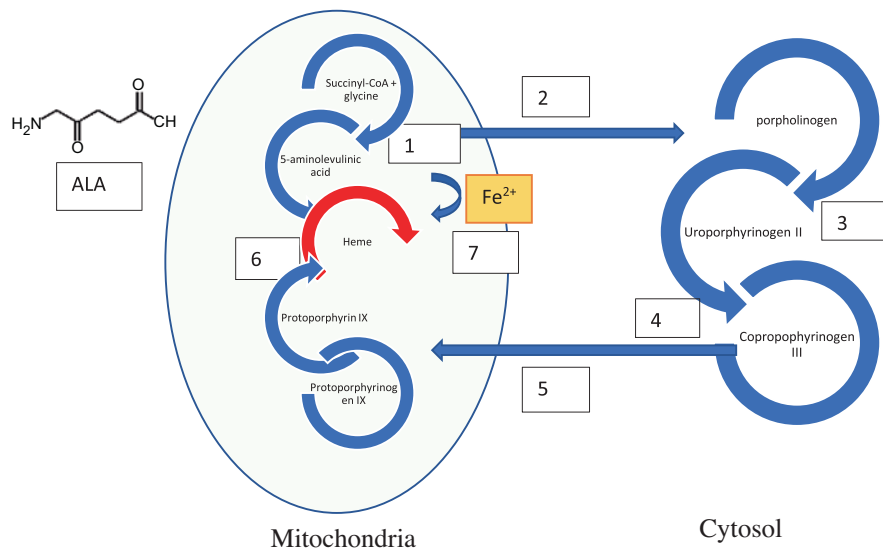 O
H₂N
O
CH
ALA
Succinyl-CoA +
glycine
1
5-aminolevulinic
acid
Fe²⁺
Heme
6
7
Protoporphyrin IX
Protoporphyrinog
en IX
2
porpholinogen
3
Uroporphyrinogen II
4
Copropophyrinogen
III
5
Mitochondria
Cytosol